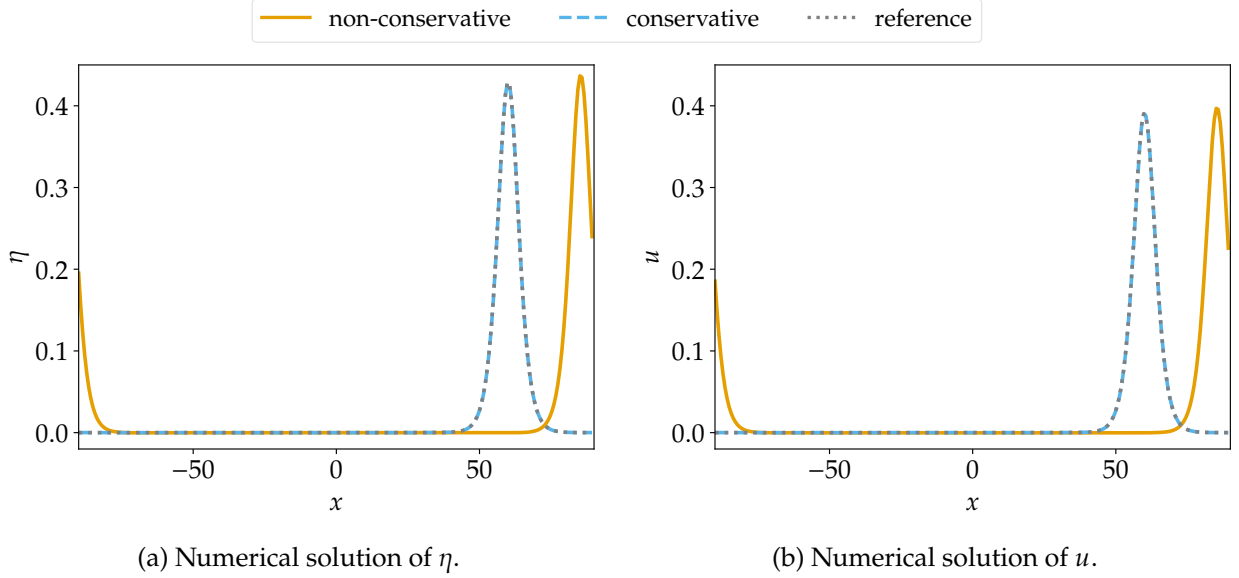 non-conservative conservative reference
0.4
0.3
0.2
0.1
0.0
η
−50 0 50
x
(a) Numerical solution of η.
0.4
0.3
0.2
0.1
0.0
u
−50 0 50
x
(b) Numerical solution of u.